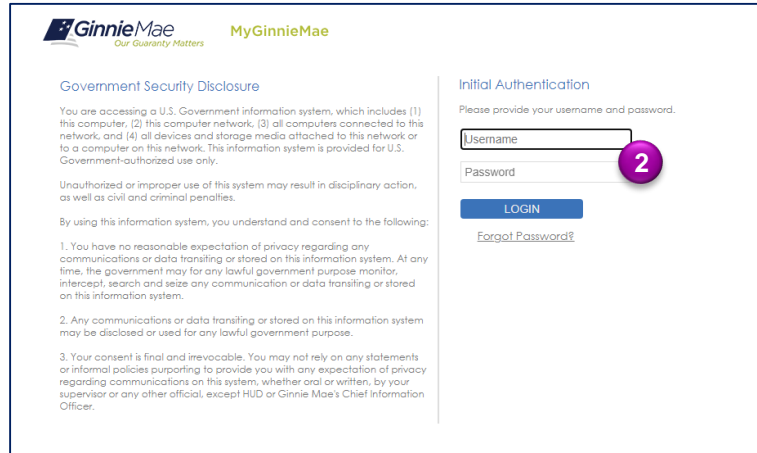 GinnieMae
Our Guaranty Matters
MyGinnieMae
Government Security Disclosure
You are accessing a U.S. Government information system, which includes (1)
this computer, (2) this computer network, (3) all computers connected to this
network, and (4) all devices and storage media attached to this network or
to a computer on this network. This information system is provided for U.S.
Government-authorized use only.
Unauthorized or improper use of this system may result in disciplinary action,
as well as civil and criminal penalties.
By using this information system, you understand and consent to the following:
1. You have no reasonable expectation of privacy regarding any
communications or data transiting or stored on this information system. At any
time, the government may for any lawful government purpose monitor,
intercept, search and seize any communication or data transiting or stored
on this information system.
2. Any communications or data transiting or stored on this information system
may be disclosed or used for any lawful government purpose.
3. Your consent is final and irrevocable. You may not rely on any statements
or informal policies purporting to provide you with any expectation of privacy
regarding communications on this system, whether oral or written, by your
supervisor or any other official, except HUD or Ginnie Mae's Chief Information
Officer.
Initial Authentication
Please provide your username and password.
Username
2
Password
LOGIN
Forgot Password?